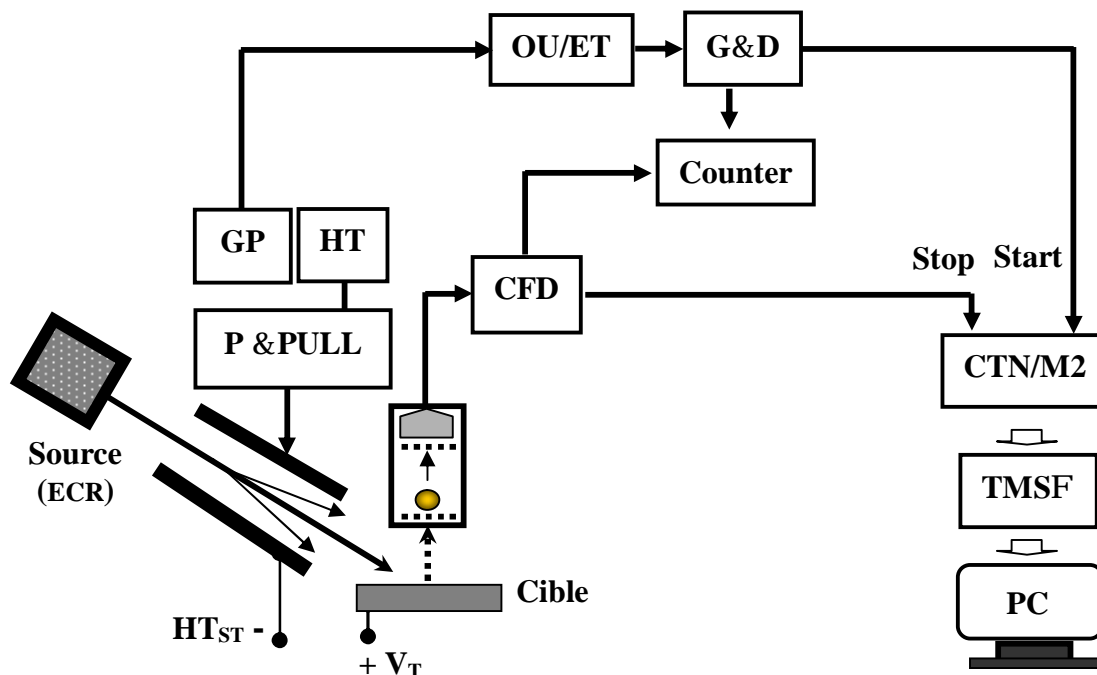 OU/ET
G&D
Counter
GP
HT
CFD
Stop
Start
P &PULL
CTN/M2
Source
(ECR)
TMSF
Cible
PC
HTST -
+ VT